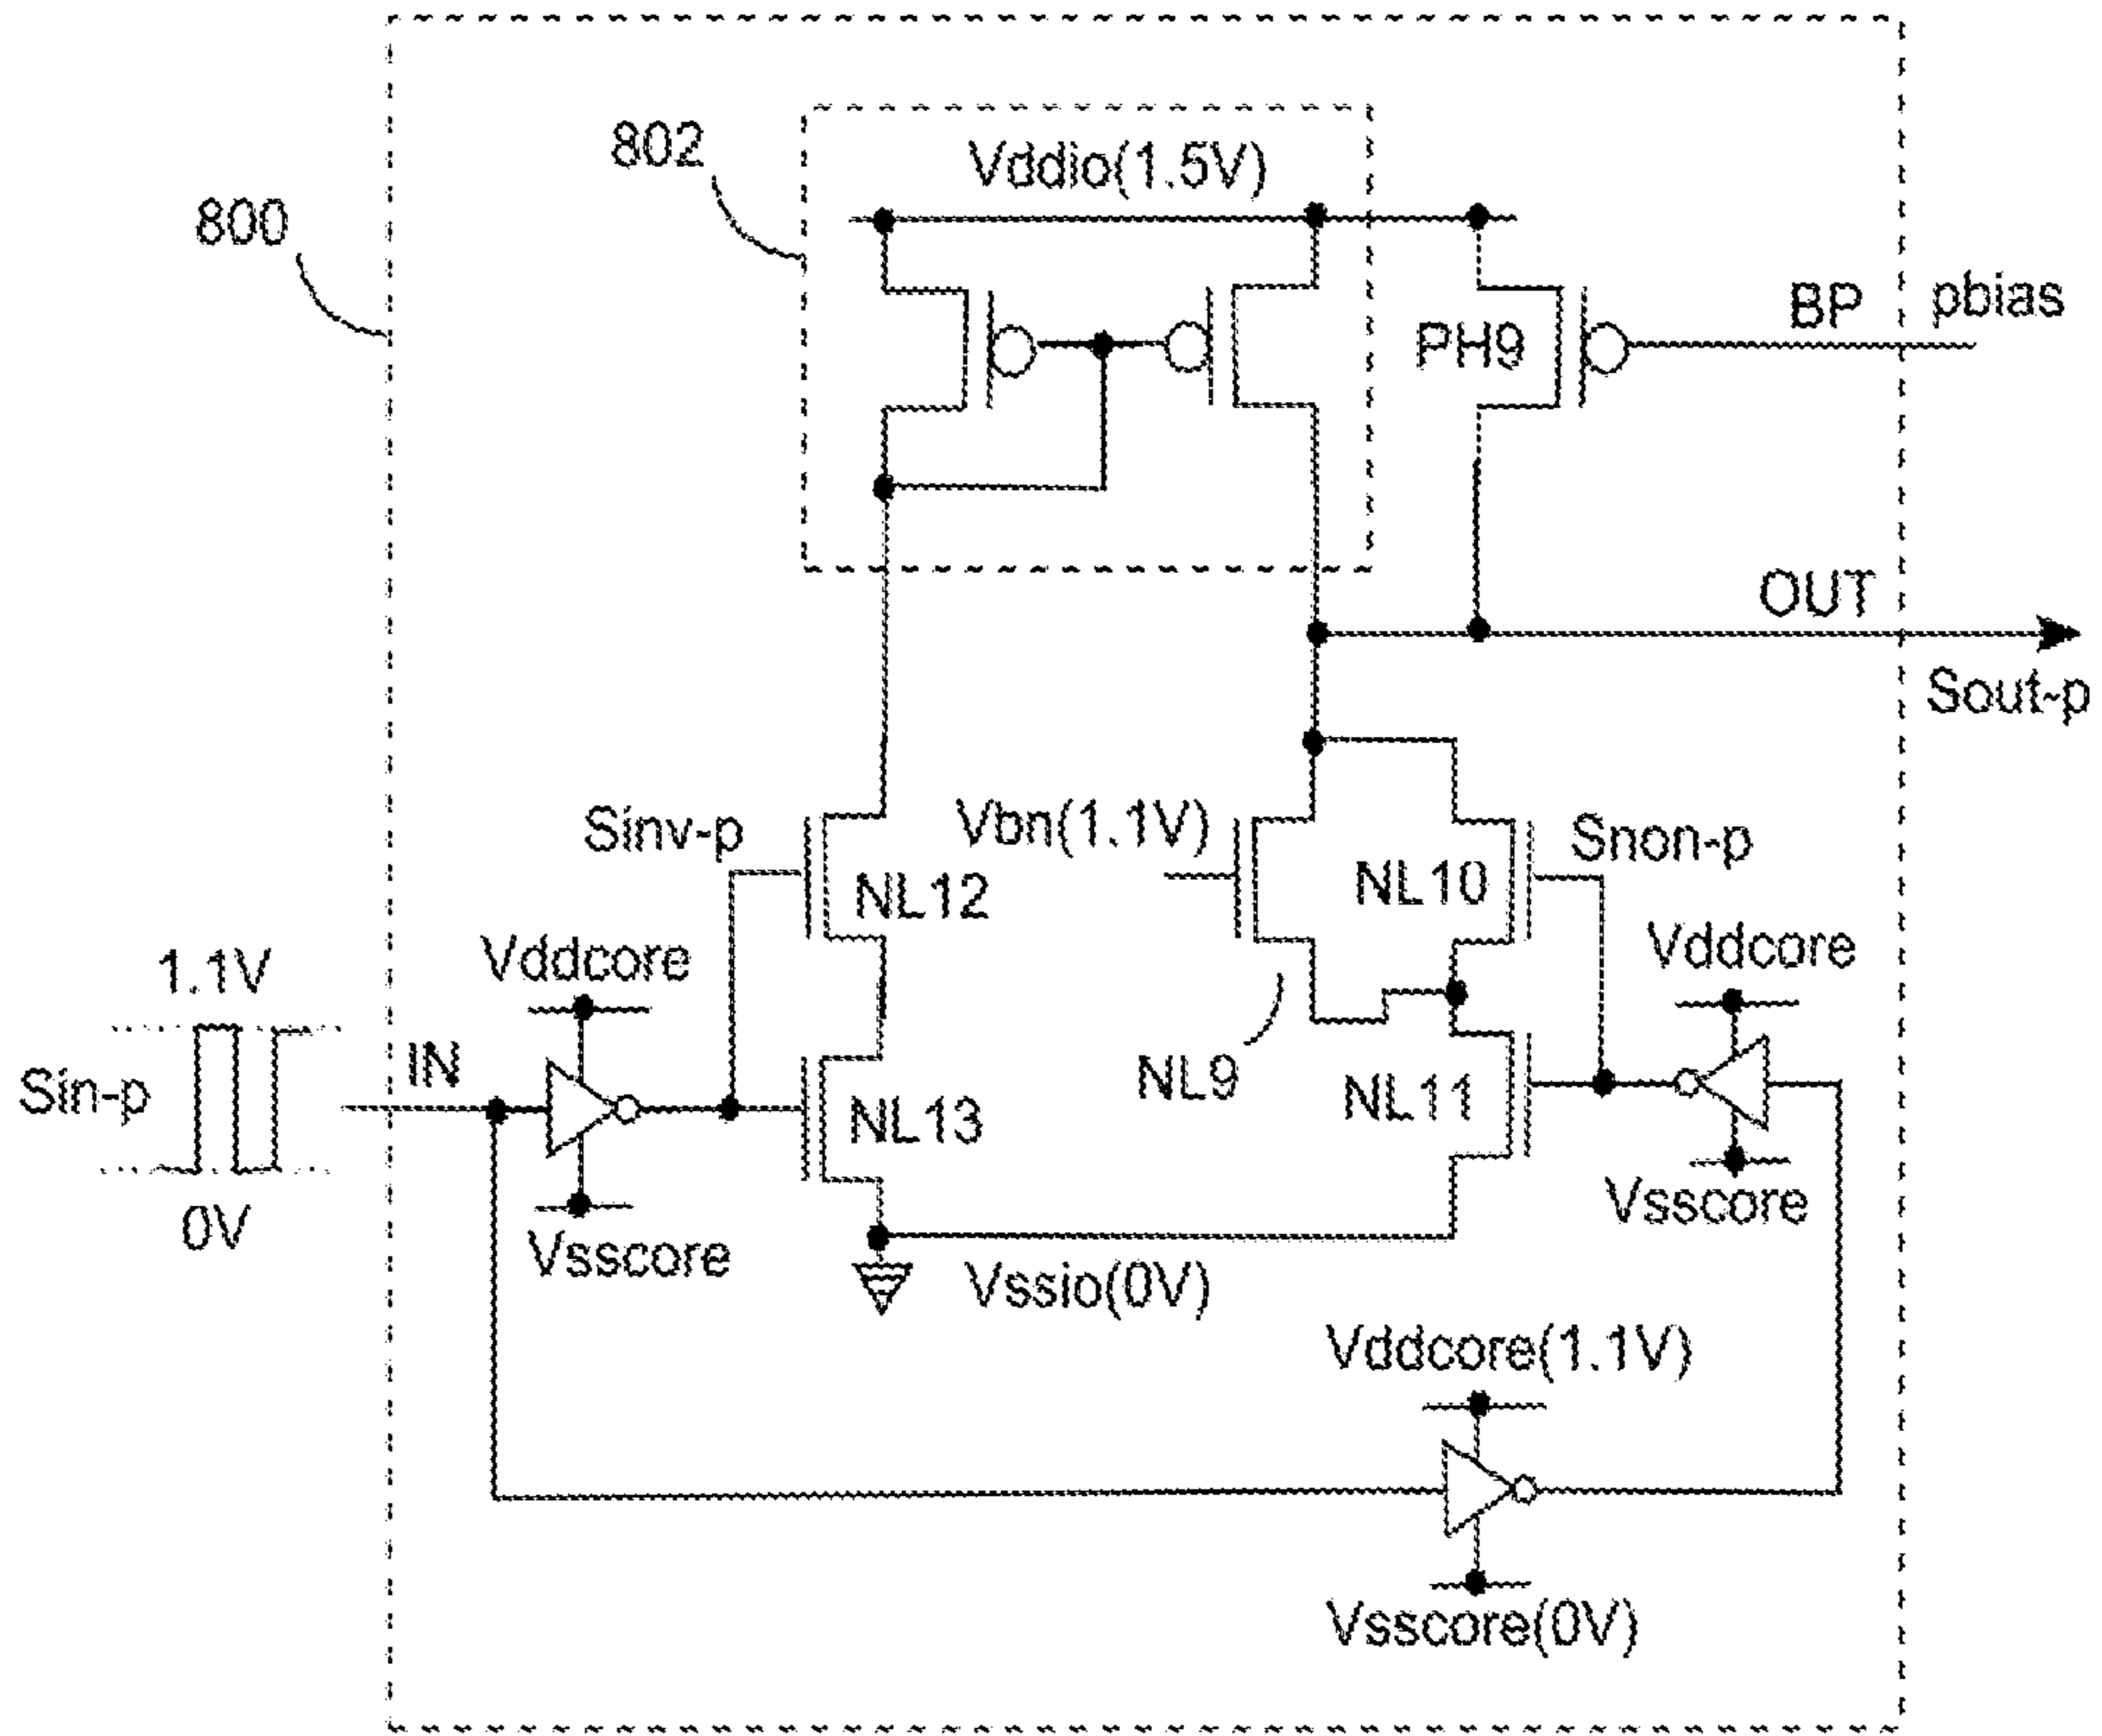 802
Vddio(1.5V)
800
PH9
BP
pbias
OUT
Sout-p
Sinv-p
Vbn(1.1V)
Snon-p
NL12
NL10
1.1V
Vddcore
Vddcore
Sin-p
IN
NL9
NL11
NL13
0V
Vsscore
Vsscore
Vssio(0V)
Vddcore(1.1V)
Vsscore(0V)